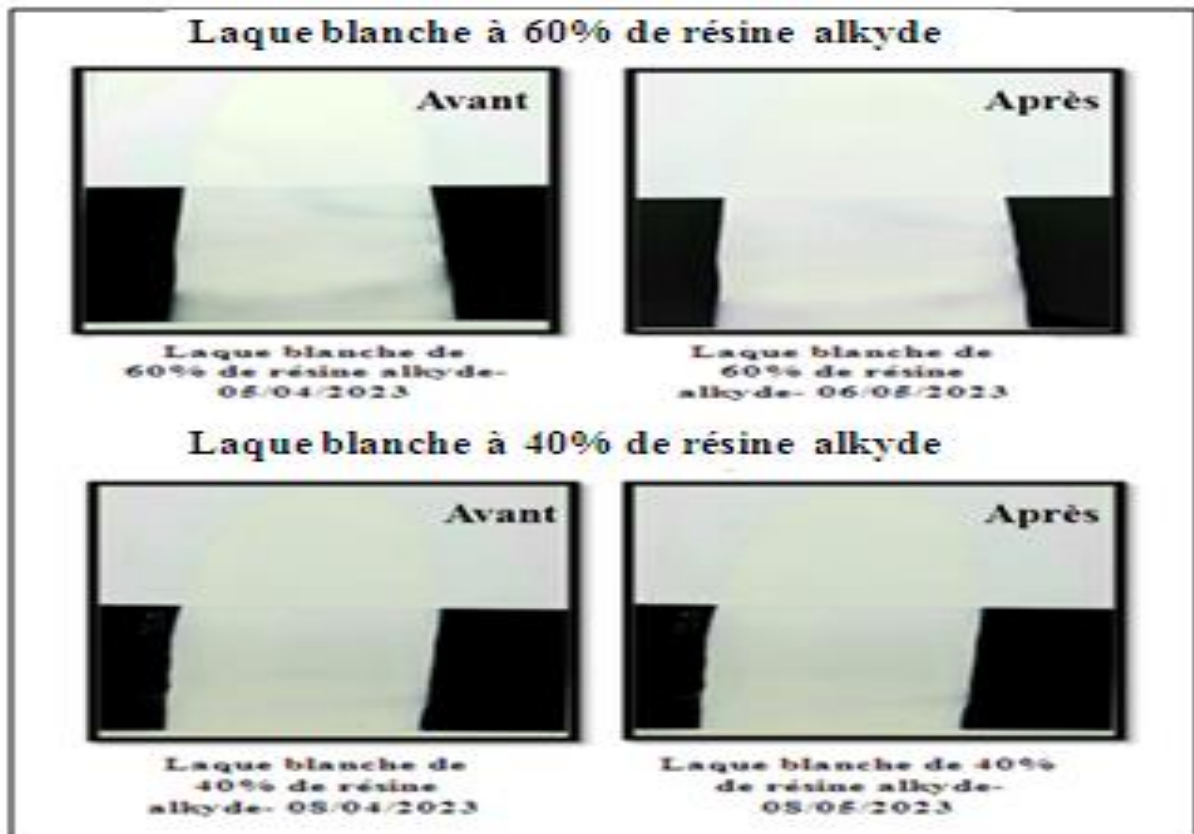 Laque blanche à 60% de résine alkyde
Avant
Après
Laque blanche de
60% de résine alkyde-
05/04/2023
Laque blanche de
60% de résine
alkyde- 06/05/2023
Laque blanche à 40% de résine alkyde
Avant
Après
Laque blanche de
40% de résine
alkyde- 08/04/2023
Laque blanche de 40%
de résine alkyde-
08/05/2023